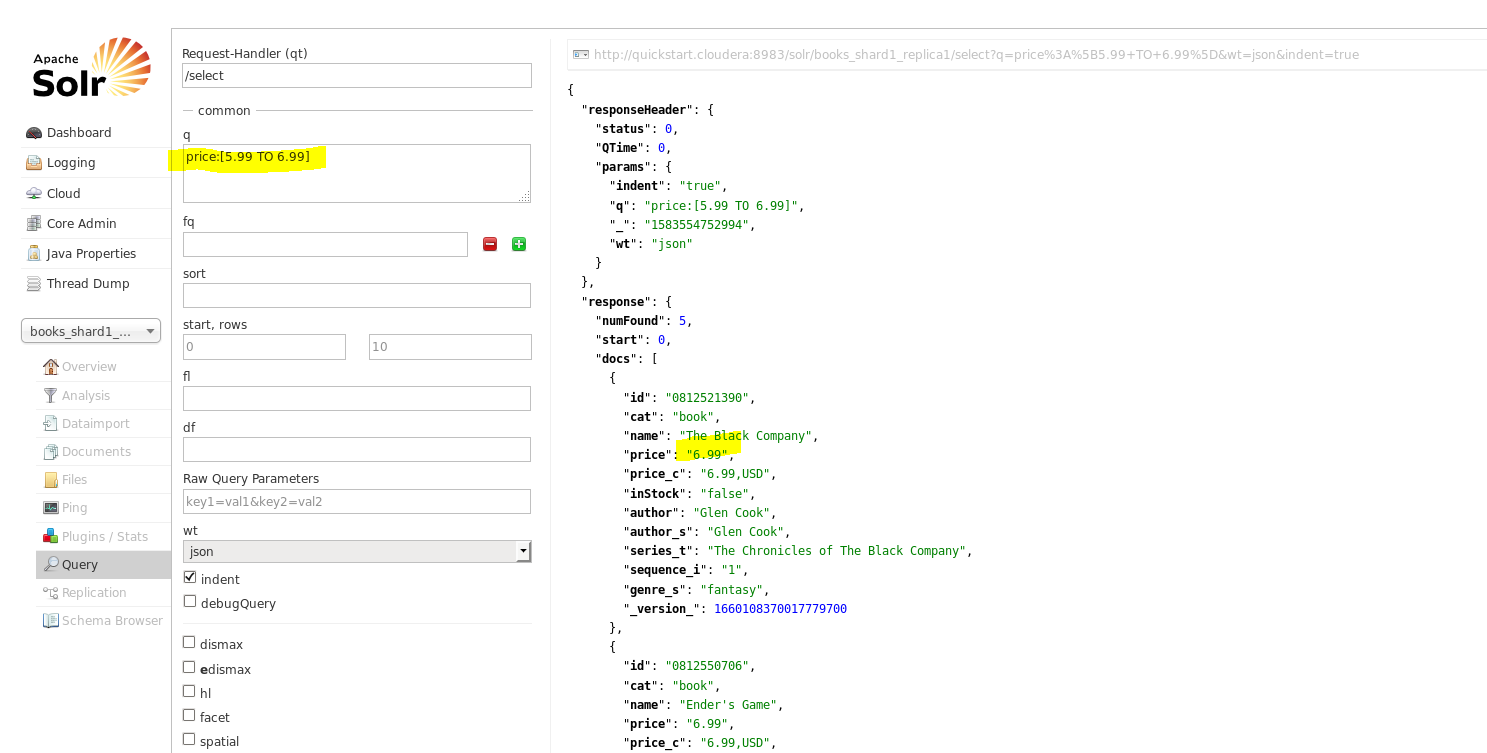 Apache
Solr
Dashboard
Logging
Cloud
Core Admin
Java Properties
Thread Dump
books_shard1_...
Overview
Analysis
Dataimport
Documents
Files
Ping
Plugins / Stats
Query
Replication
Schema Browser
Request-Handler (qt)
/select
common
q
price:[5.99 TO 6.99]
fq
sort
start, rows
0 10
fl
df
Raw Query Parameters
key1=val1&key2=val2
wt
json
indent
debugQuery
dismax
edismax
hl
facet
spatial
http://quickstart.cloudera:8983/solr/books_shard1_replica1/select?q=price%3A%5B5.99+TO+6.99%5D&wt=json&indent=true
{
"responseHeader": {
"status": 0,
"QTime": 0,
"params": {
"indent": "true",
"q": "price:[5.99 TO 6.99]",
"_": "1583554752994",
"wt": "json"
}
},
"response": {
"numFound": 5,
"start": 0,
"docs": [
{
"id": "0812521390",
"cat": "book",
"name": "The Black Company",
"price": "6.99",
"price_c": "6.99,USD",
"inStock": "false",
"author": "Glen Cook",
"author_s": "Glen Cook",
"series_t": "The Chronicles of The Black Company",
"sequence_i": "1",
"genre_s": "fantasy",
"_version_": 1660108370017779700
},
{
"id": "0812550706",
"cat": "book",
"name": "Ender's Game",
"price": "6.99",
"price_c": "6.99,USD",